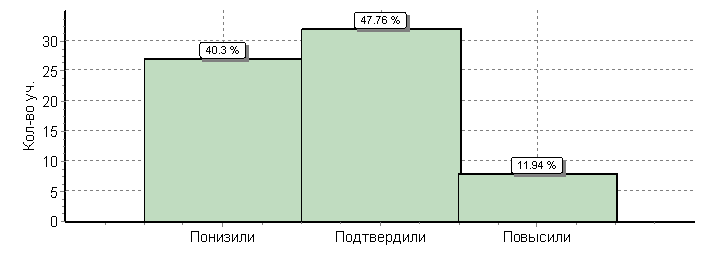 Кол-во уч.
30
25
20
15
10
5
0
40.3 %
47.76 %
11.94 %
Понизили
Подтвердили
Повысили